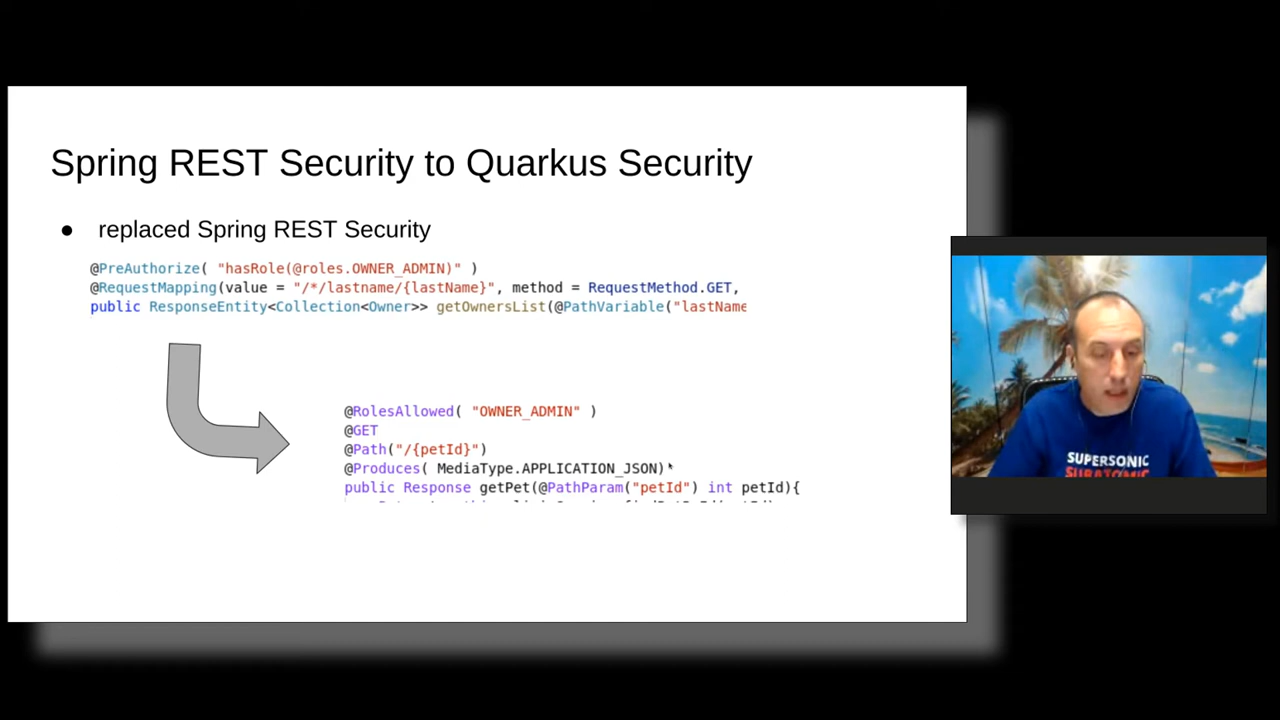 Spring REST Security to Quarkus Security
● replaced Spring REST Security
@PreAuthorize( "hasRole(@roles.OWNER_ADMIN)" )
@RequestMapping(value = "/*/lastname/{lastName}", method = RequestMethod.GET,
public ResponseEntity<Collection<Owner>> getOwnersList(@PathVariable("lastName
@RolesAllowed( "OWNER_ADMIN" )
@GET
@Path("/{petId}")
@Produces( MediaType.APPLICATION_JSON)
public Response getPet(@PathParam("petId") int petId){
SUPERSONIC
SUBATOMIC